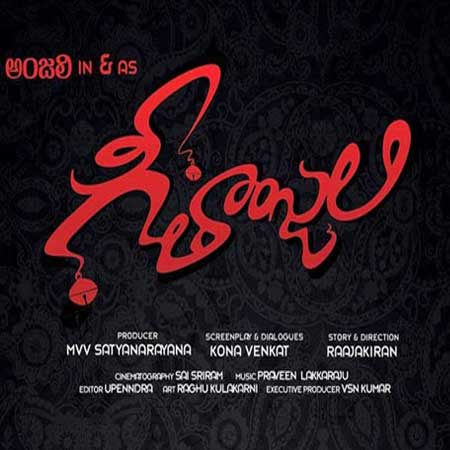 అంజలి IN & AS
గీతాఞ్జలి
PRODUCER SCREENPLAY & DIALOGUES STORY & DIRECTION
MVV SATYANARAYANA KONA VENKAT RAAJAKIRAN
CINEMATOGRAPHY SAI SRIRAM MUSIC PRAVEEN LAKKARAJU
EDITOR UPENNDRA ART RAGHU KULAKARNI EXECUTIVE PRODUCER VSN KUMAR